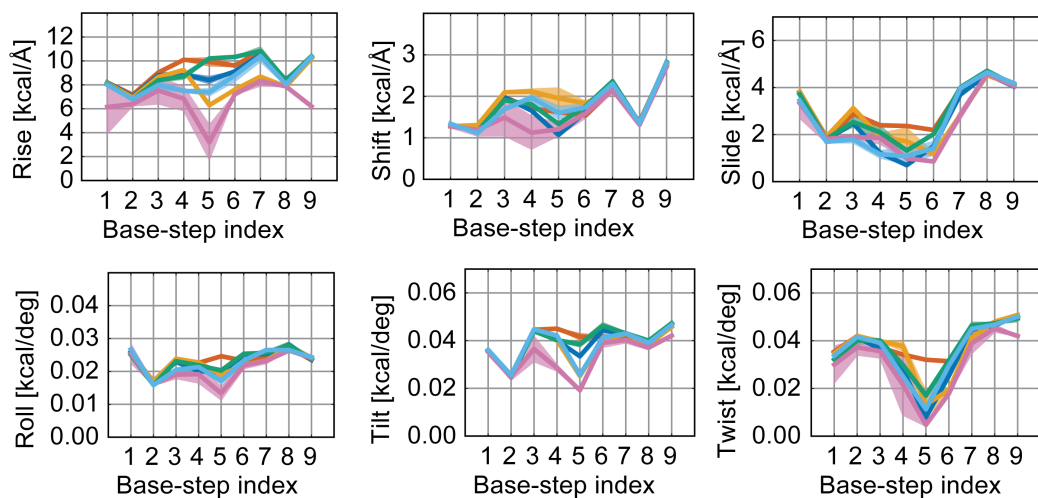 Rise [kcal/Å]
12
10
8
6
4
2
0
1 2 3 4 5 6 7 8 9
Base-step index
Shift [kcal/Å]
3
2
1
0
1 2 3 4 5 6 7 8 9
Base-step index
Slide [kcal/Å]
6
4
2
0
1 2 3 4 5 6 7 8 9
Base-step index
Roll [kcal/deg]
0.04
0.03
0.02
0.01
0.00
1 2 3 4 5 6 7 8 9
Base-step index
Tilt [kcal/deg]
0.06
0.04
0.02
0.00
1 2 3 4 5 6 7 8 9
Base-step index
Twist [kcal/deg]
0.06
0.04
0.02
0.00
1 2 3 4 5 6 7 8 9
Base-step index